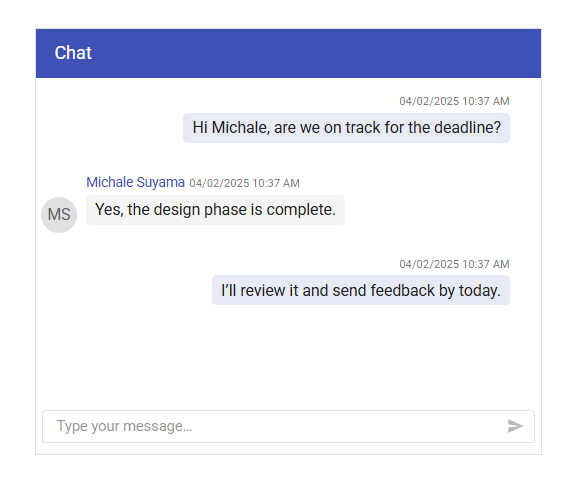 Chat
04/02/2025 10:37 AM
Hi Michale, are we on track for the deadline?
Michale Suyama 04/02/2025 10:37 AM
MS
Yes, the design phase is complete.
04/02/2025 10:37 AM
I’ll review it and send feedback by today.
Type your message…